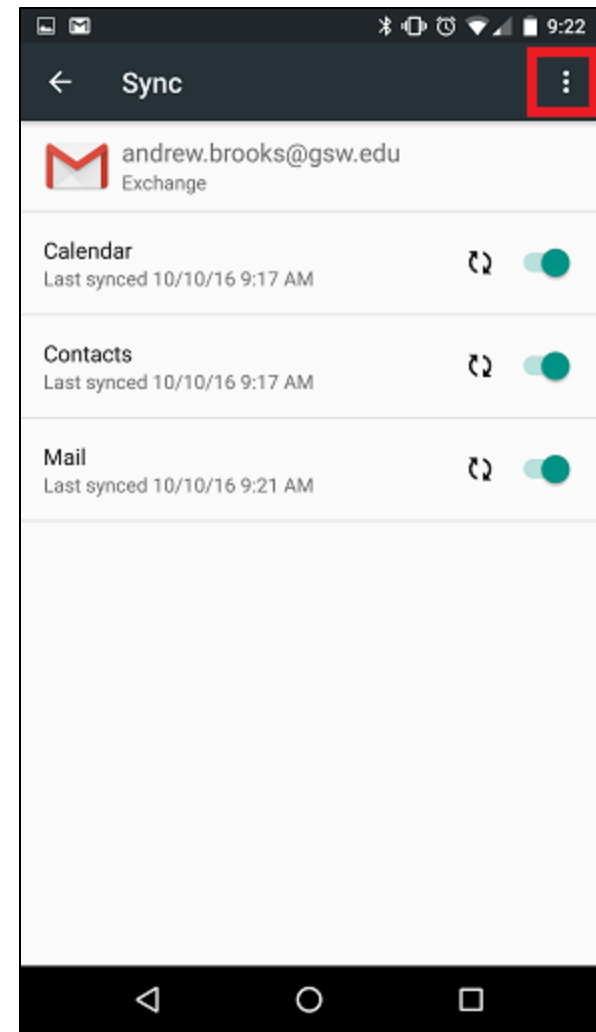 9:22
Sync
andrew.brooks@gsw.edu
Exchange
Calendar
Last synced 10/10/16 9:17 AM
Contacts
Last synced 10/10/16 9:17 AM
Mail
Last synced 10/10/16 9:21 AM